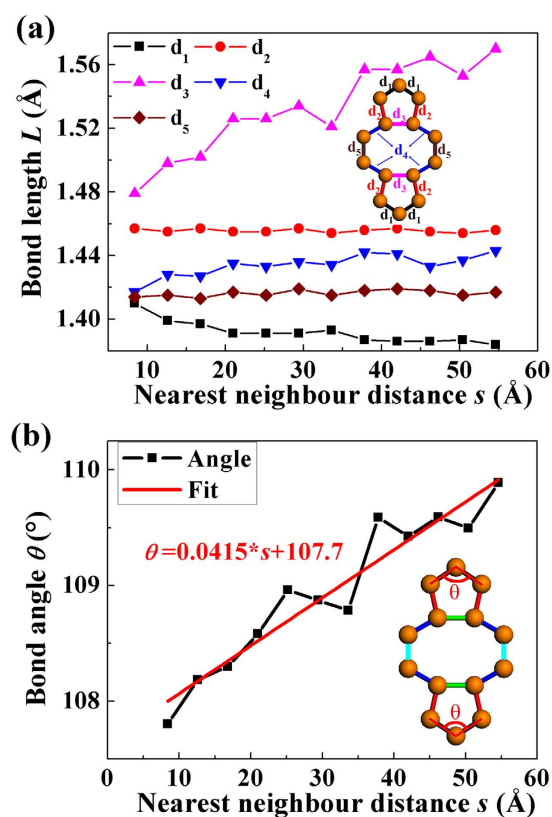 (a)
d1 d2
d3 d4
d5
1.56
1.52
1.48
1.44
1.40
Bond length L (Å)
d1 d1
d2 d2
d3
d5 d4 d5
d3
d2 d2
d1 d1
10 20 30 40 50 60
Nearest neighbour distance s (Å)
(b)
Angle
Fit
θ=0.0415*s+107.7
110
109
108
Bond angle θ (°)
θ
θ
0 10 20 30 40 50 60
Nearest neighbour distance s (Å)